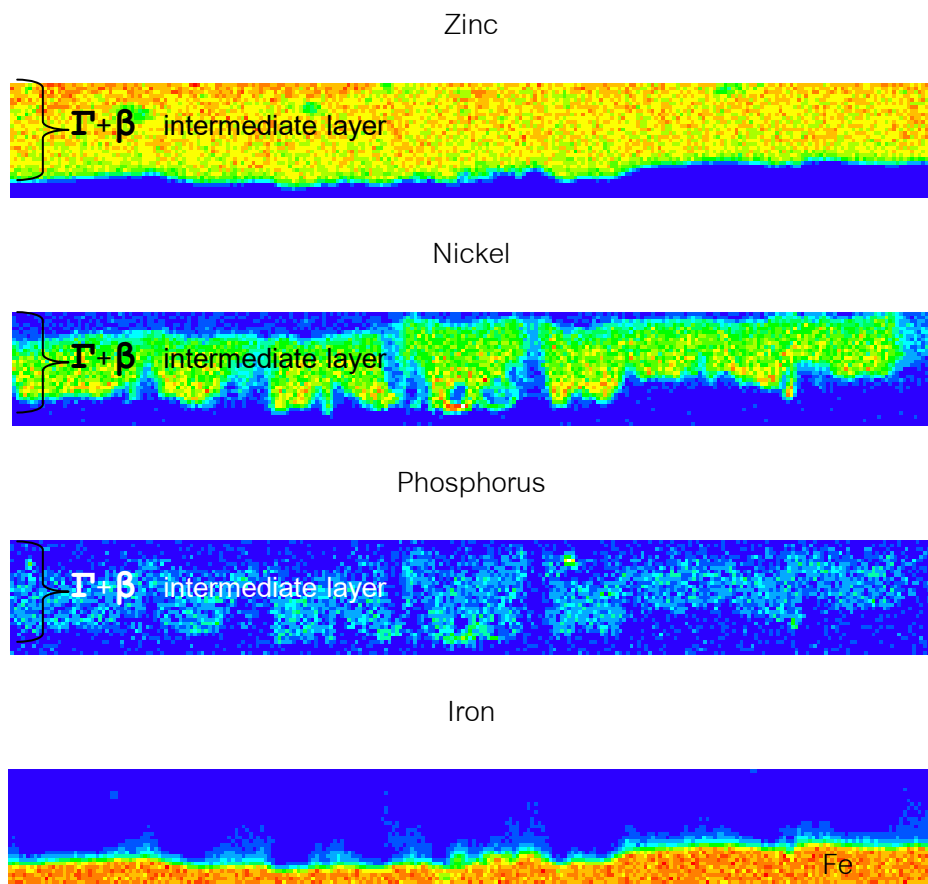 Zinc
Γ+β intermediate layer
Nickel
Γ+β intermediate layer
Phosphorus
Γ+β intermediate layer
Iron
Fe